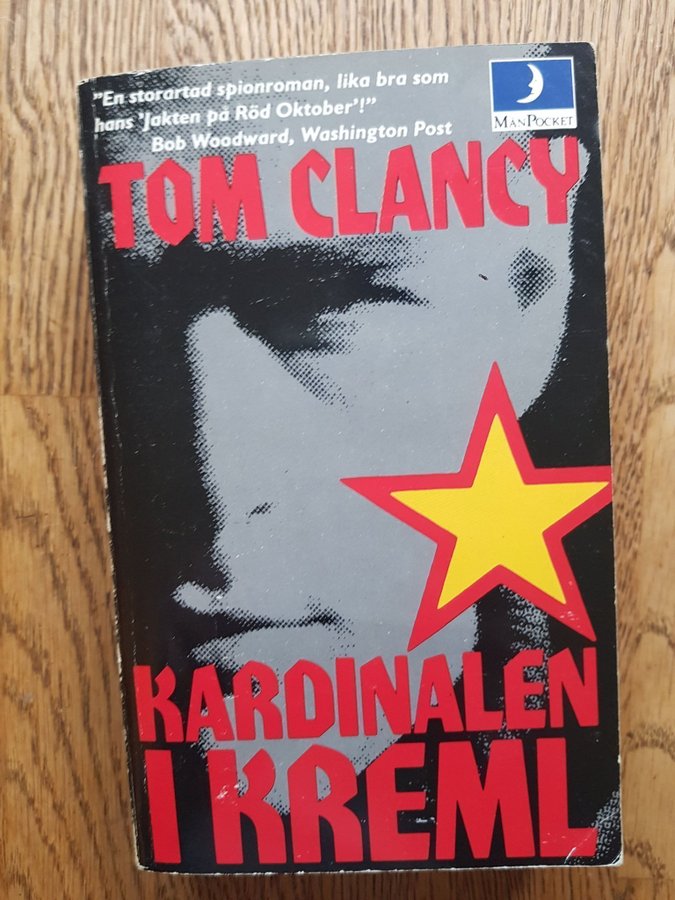 "En storartad spionroman, lika bra som
hans 'Jakten på Röd Oktober'!"
Bob Woodward, Washington Post
MANPOCKET
TOM CLANCY
KARDINALEN
I KREML